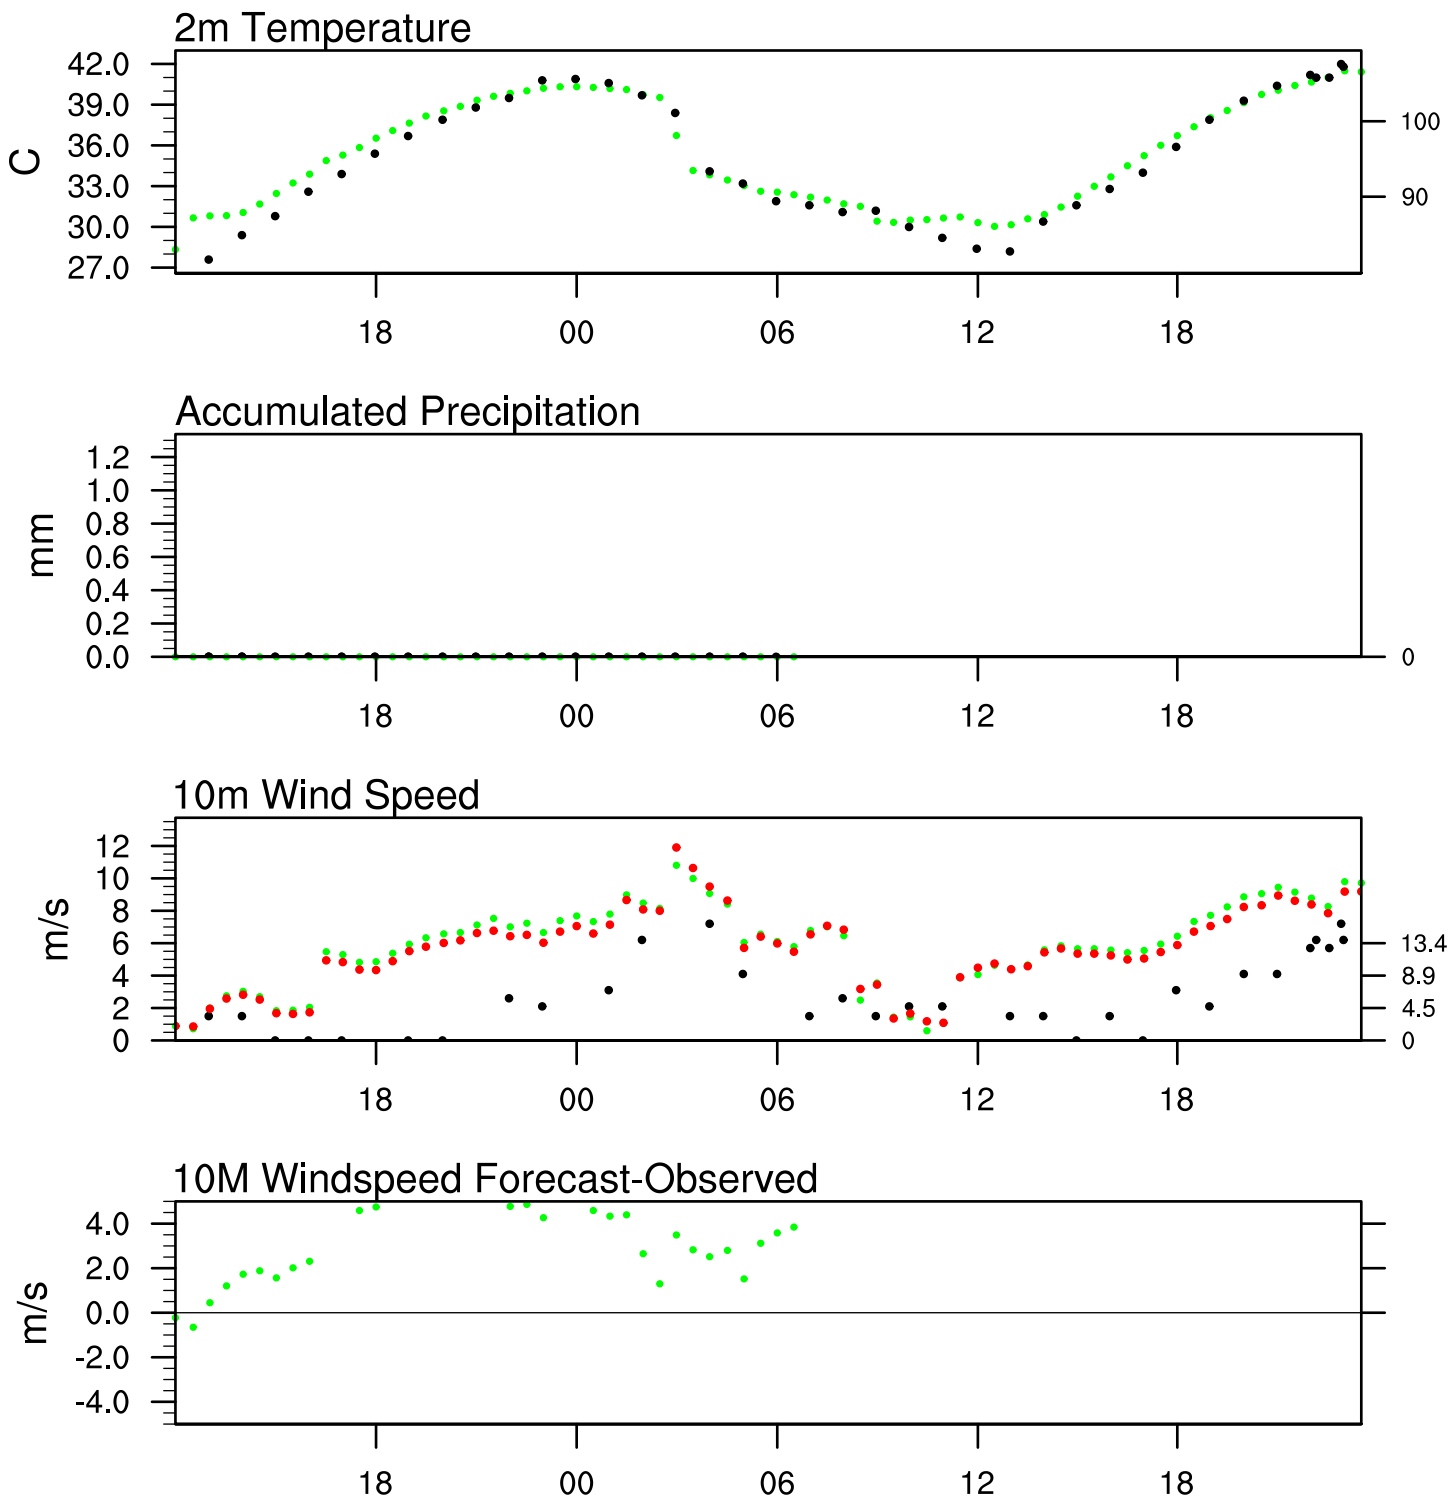 2m Temperature
42.0
39.0
36.0
33.0
30.0
27.0
C
100
90
18 00 06 12 18
Accumulated Precipitation
1.2
1.0
0.8
0.6
0.4
0.2
0.0
mm
0
18 00 06 12 18
10m Wind Speed
12
10
8
6
4
2
0
m/s
13.4
8.9
4.5
0
18 00 06 12 18
10M Windspeed Forecast-Observed
4.0
2.0
0.0
-2.0
-4.0
m/s
18 00 06 12 18